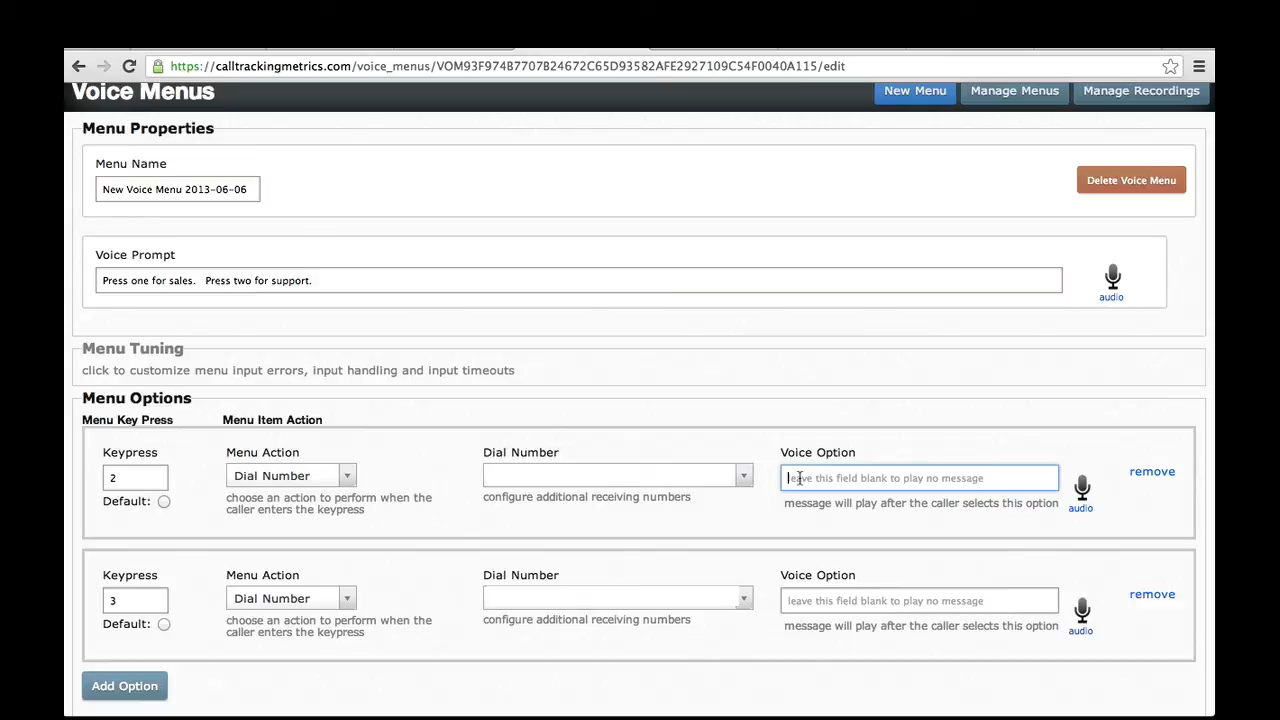 https://calltrackingmetrics.com/voice_menus/VOM93F974B7707B24672C65D93582AFE2927109C54F0040A115/edit
Voice Menus
New Menu
Manage Menus
Manage Recordings
Menu Properties
Menu Name
New Voice Menu 2013-06-06
Delete Voice Menu
Voice Prompt
Press one for sales.   Press two for support.
audio
Menu Tuning
click to customize menu input errors, input handling and input timeouts
Menu Options
Menu Key Press
Menu Item Action
Keypress
Menu Action
Dial Number
Voice Option
2
Dial Number
leave this field blank to play no message
remove
Default:
choose an action to perform when the
caller enters the keypress
configure additional receiving numbers
message will play after the caller selects this option
audio
Keypress
Menu Action
Dial Number
Voice Option
3
Dial Number
leave this field blank to play no message
remove
Default:
choose an action to perform when the
caller enters the keypress
configure additional receiving numbers
message will play after the caller selects this option
audio
Add Option